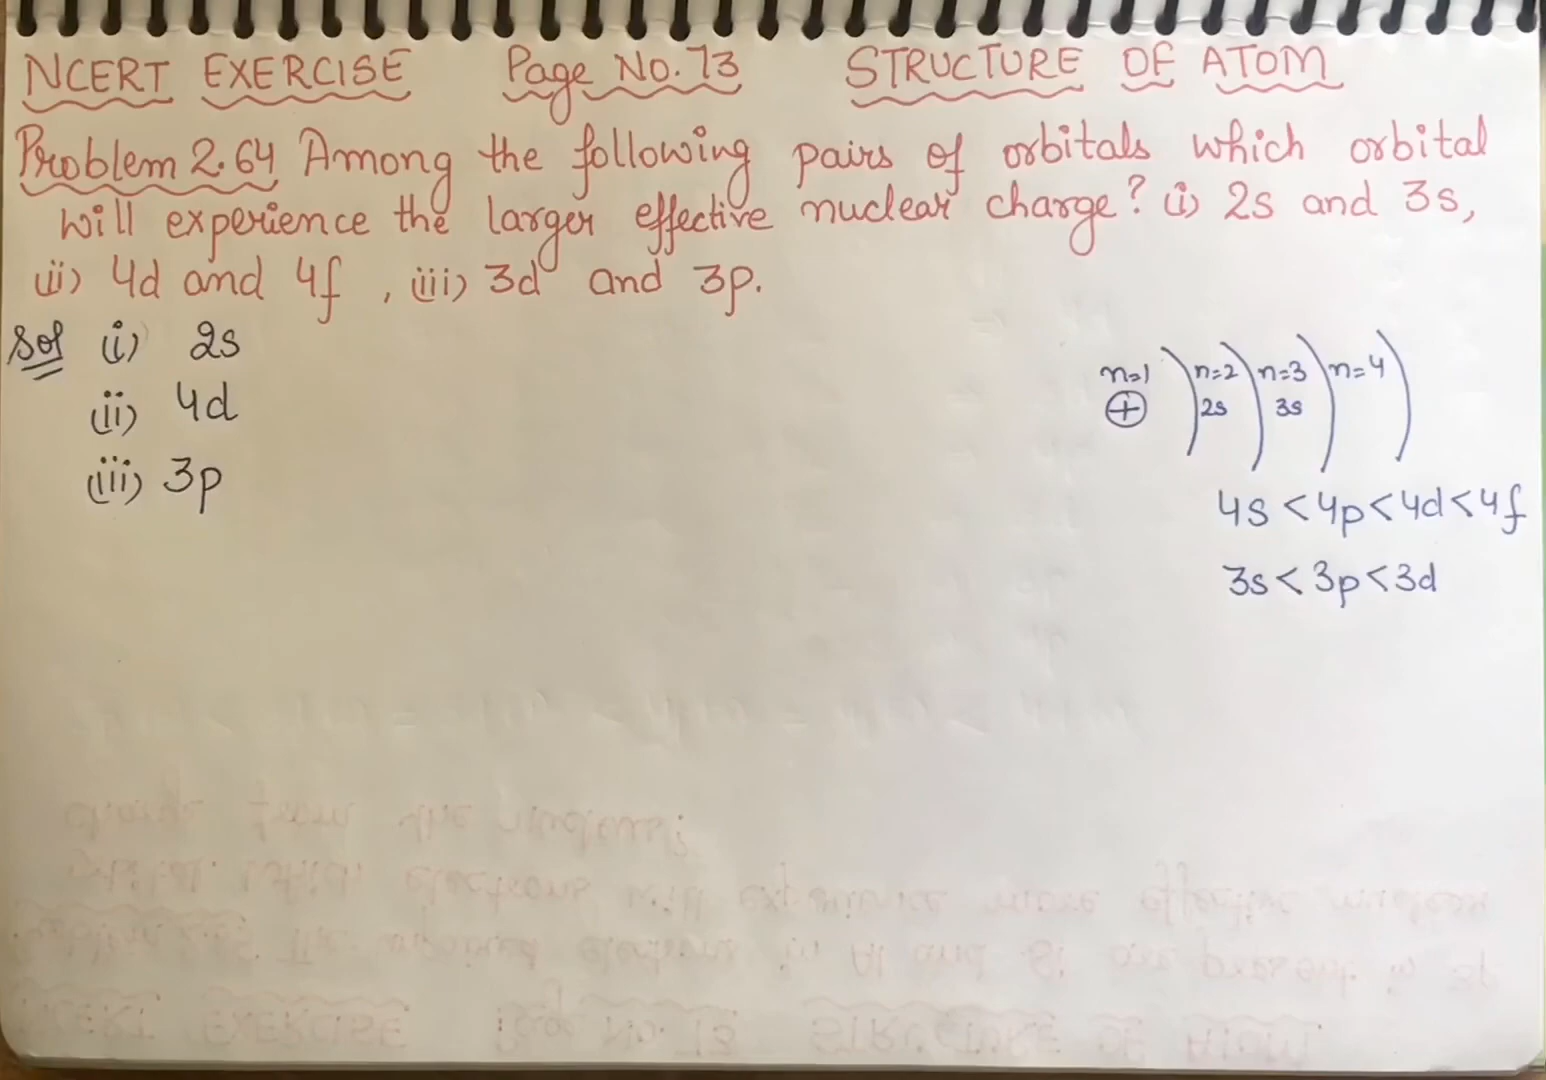 NCERT EXERCISE Page No. 73 STRUCTURE OF ATOM
Problem 2.64 Among the following pairs of orbitals which orbital
will experience the larger effective nuclear charge? (i) 2s and 3s,
(ii) 4d and 4f, (iii) 3d and 3p.
Sol (i) 2s
(ii) 4d
(iii) 3p
n=1 n=2 n=3 n=4
+ 2s 3s
4s < 4p < 4d < 4f
3s < 3p < 3d